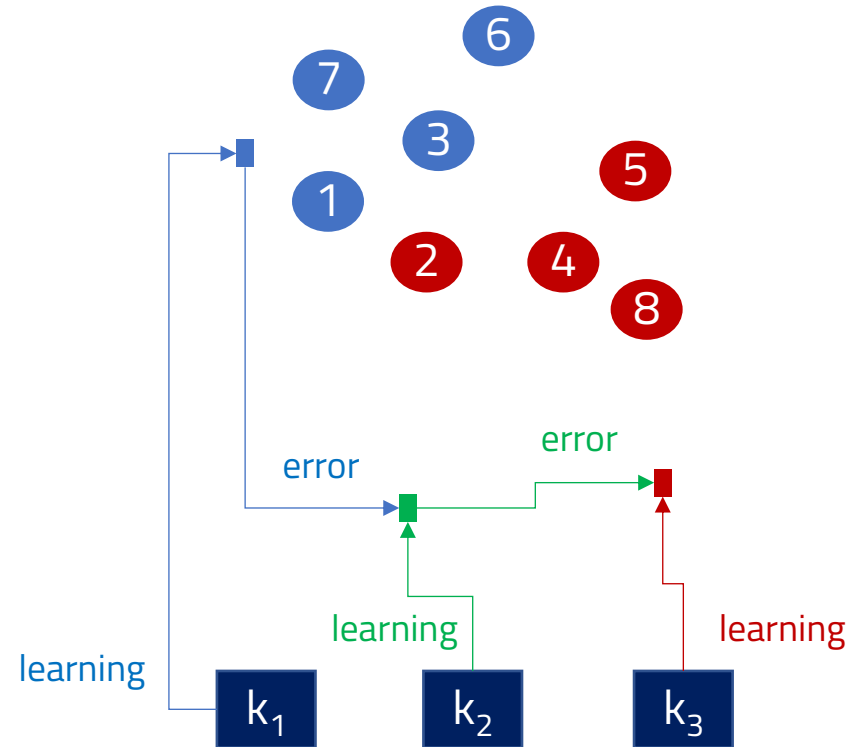 6
7
3
5
1
2
4
8
error
error
learning
learning
learning
k₁
k₂
k₃